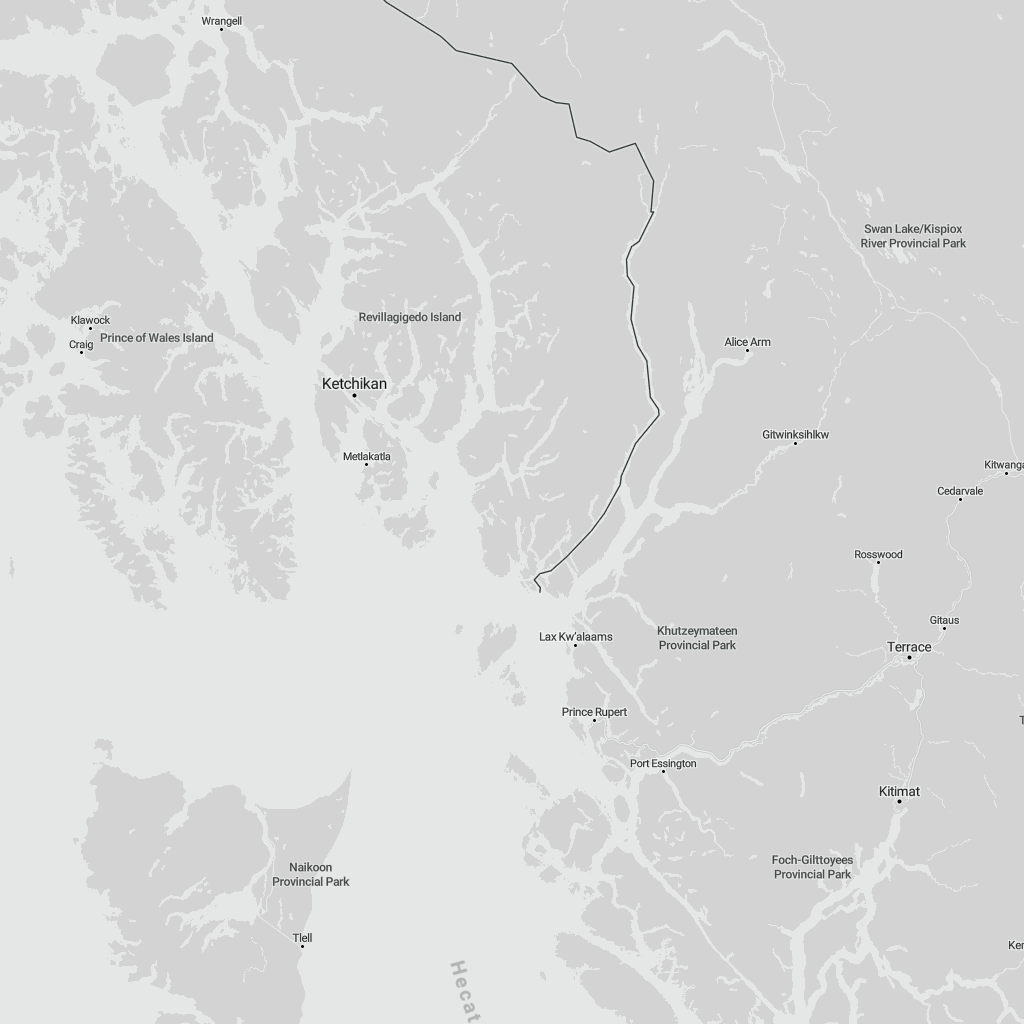 Wrangell
Swan Lake/Kispiox
River Provincial Park
Klawock
Revillagigedo Island
Prince of Wales Island
Craig
Alice Arm
Ketchikan
Gitwinksihlkw
Metlakatla
Kitwanga
Cedarvale
Rosswood
Gitaus
Khutzeymateen
Provincial Park
Lax Kw'alaams
Terrace
Prince Rupert
T
Port Essington
Kitimat
Foch-Gilttoyees
Provincial Park
Naikoon
Provincial Park
Tlell
Ker
Hecat